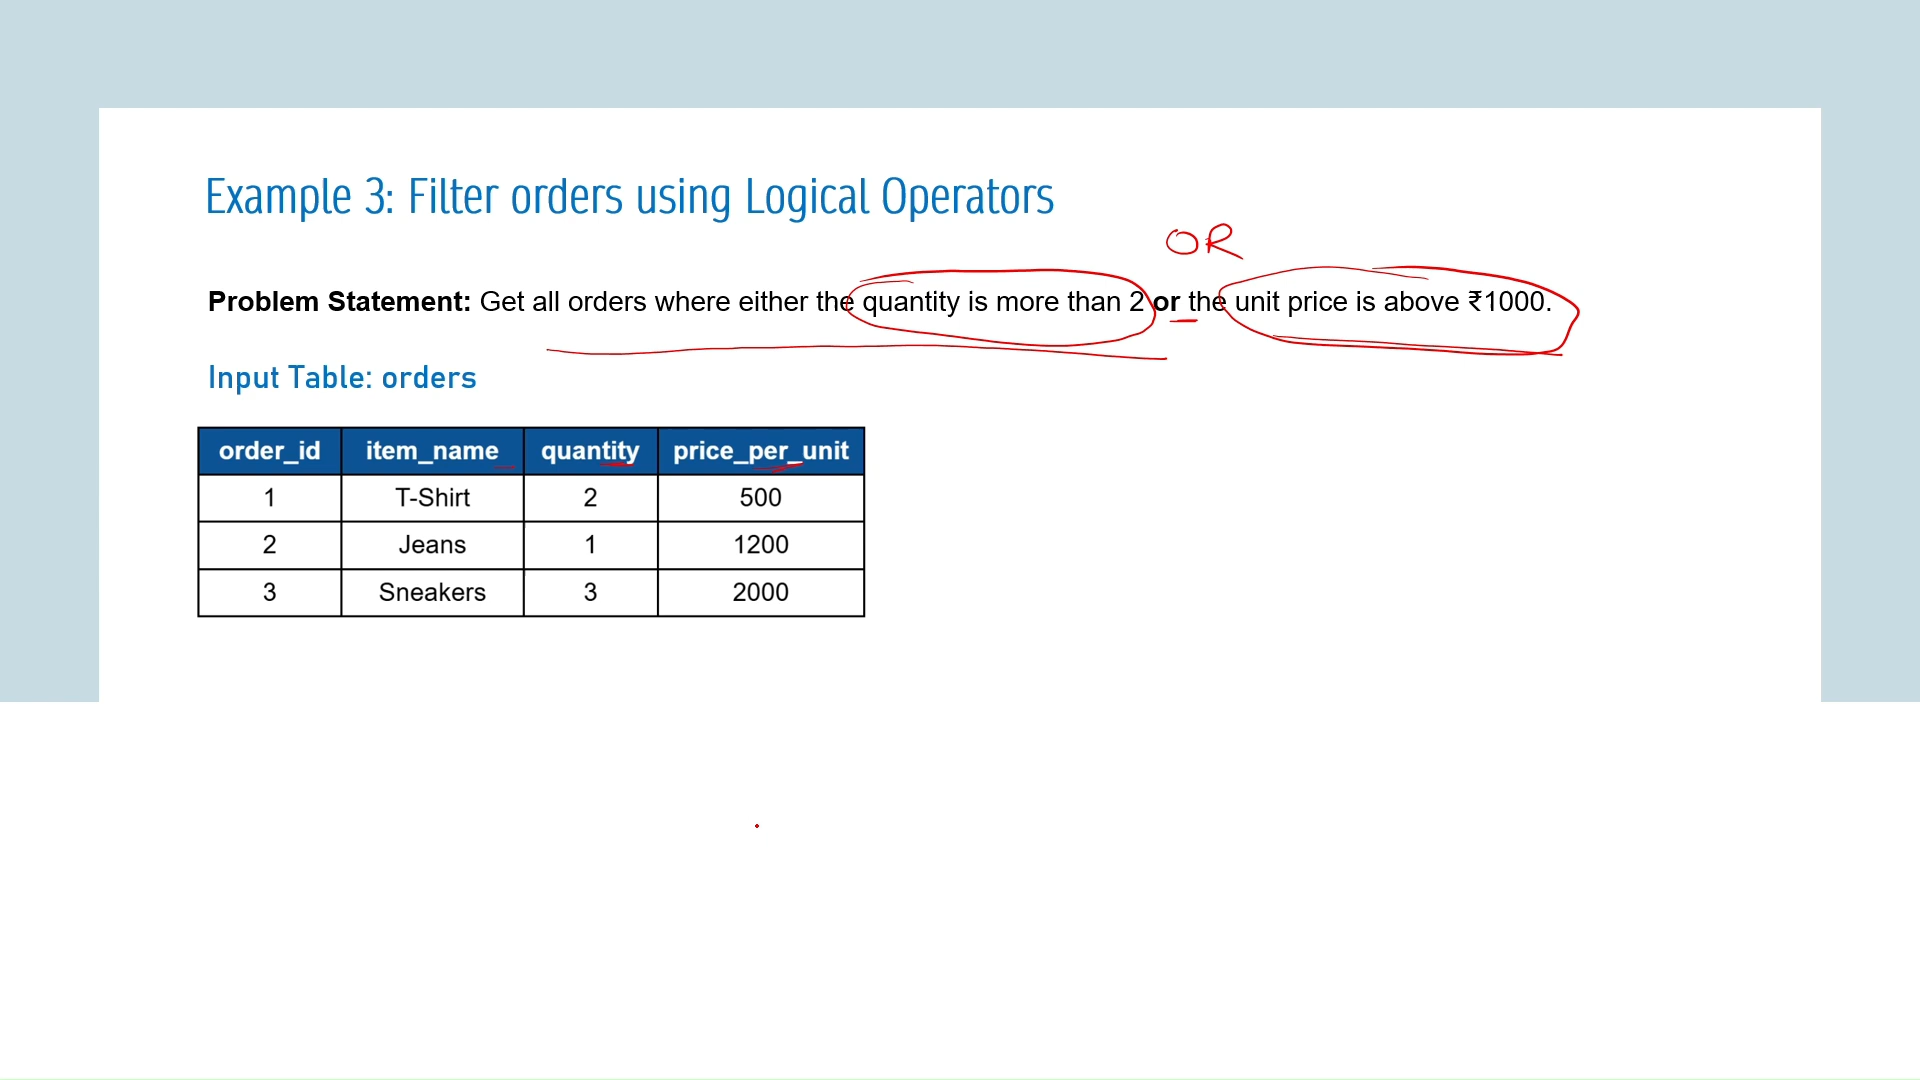 Example 3: Filter orders using Logical Operators
OR
Problem Statement: Get all orders where either the quantity is more than 2 or the unit price is above ₹1000.
Input Table: orders
order_id item_name quantity price_per_unit
1 T-Shirt 2 500
2 Jeans 1 1200
3 Sneakers 3 2000